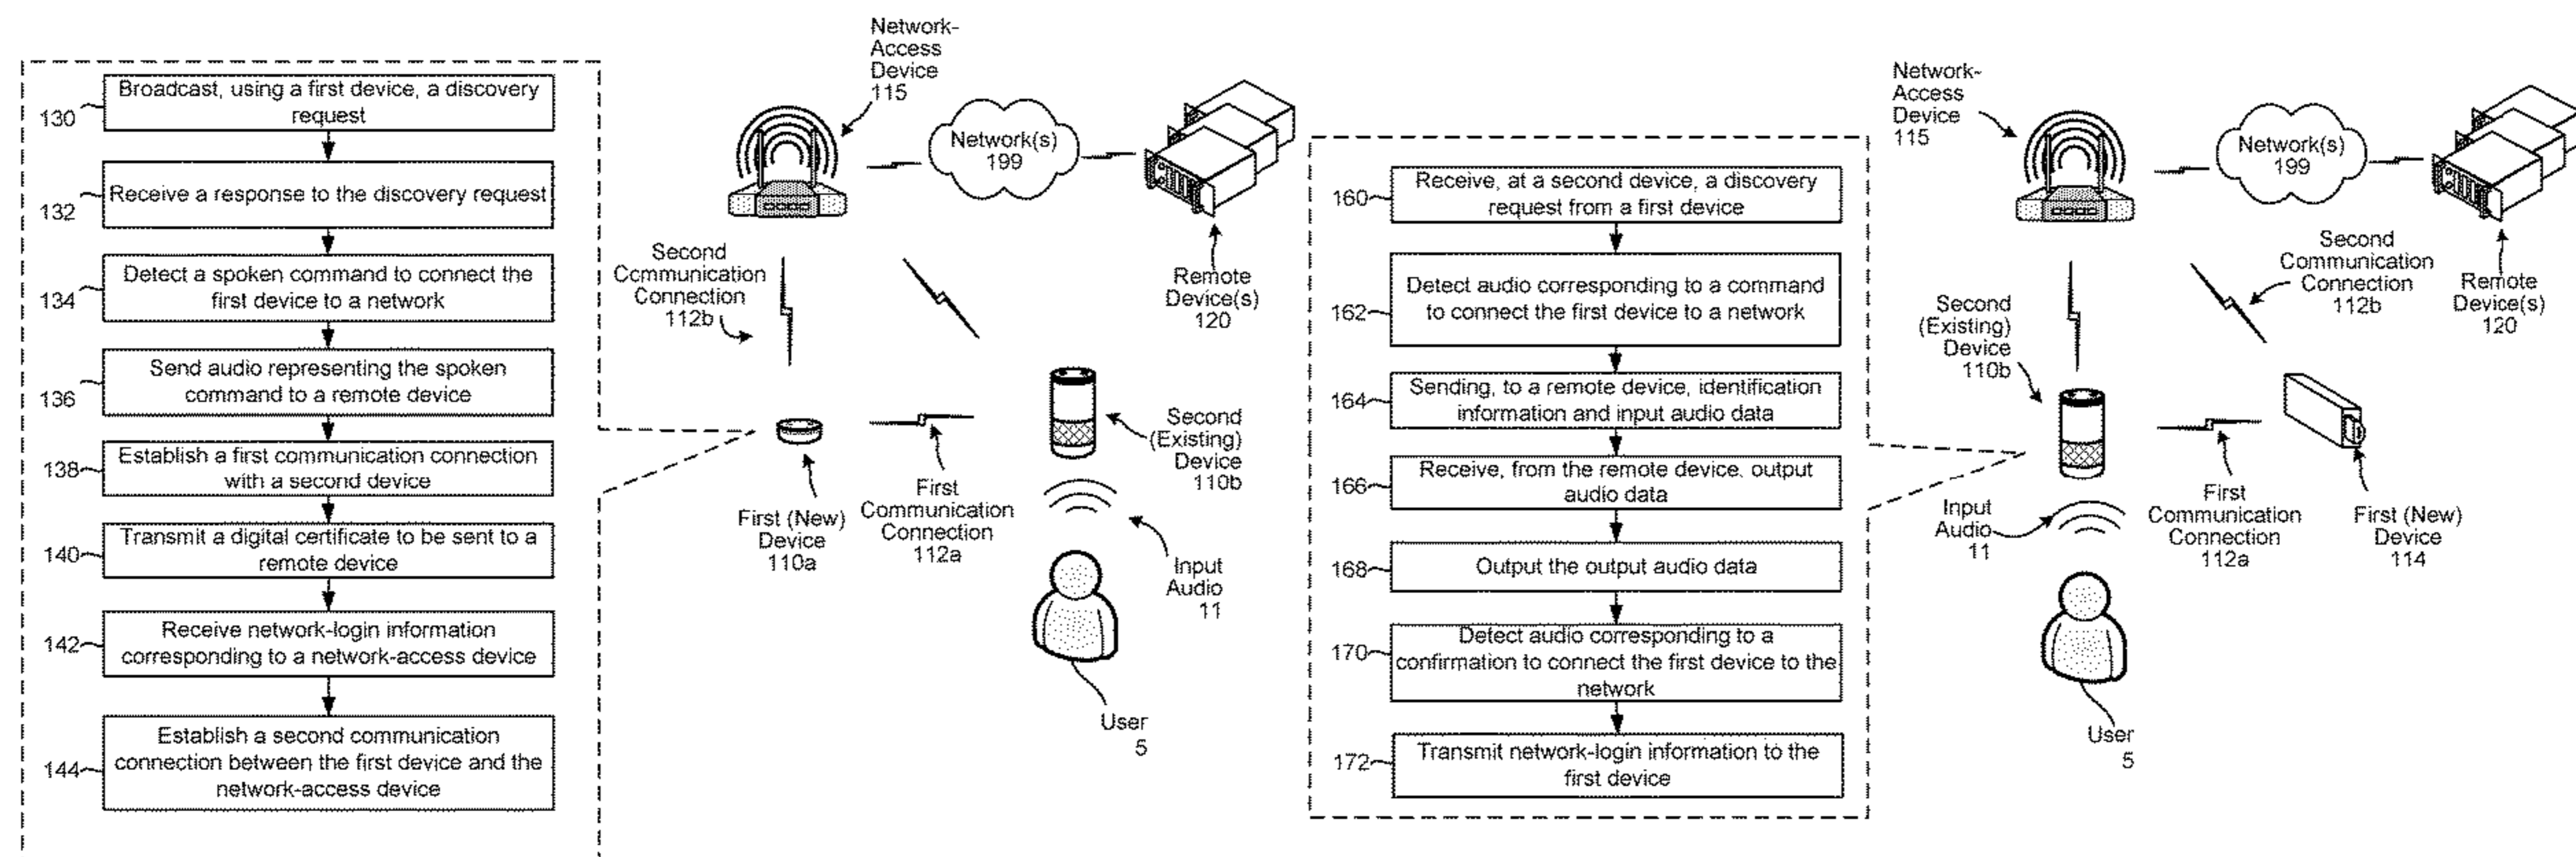 130
Broadcast, using a first device, a discovery
request
132
Receive a response to the discovery request
134
Detect a spoken command to connect the
first device to a network
136
Send audio representing the spoken
command to a remote device
138
Establish a first communication connection
with a second device
140
Transmit a digital certificate to be sent to a
remote device
142
Receive network-login information
corresponding to a network-access device
144
Establish a second communication
connection between the first device and the
network-access device
Network-
Access
Device
115
Network(s)
199
Remote
Device(s)
120
Second
Communication
Connection
112b
First (New)
Device
110a
First
Communication
Connection
112a
Second
(Existing)
Device
110b
Input
Audio
11
User
5
160
Receive, at a second device, a discovery
request from a first device
162
Detect audio corresponding to a command
to connect the first device to a network
164
Sending, to a remote device, identification
information and input audio data
166
Receive, from the remote device, output
audio data
168
Output the output audio data
170
Detect audio corresponding to a
confirmation to connect the first device to the
network
172
Transmit network-login information to the
first device
Network-
Access
Device
115
Network(s)
199
Remote
Device(s)
120
Second
Communication
Connection
112b
Second
(Existing)
Device
110b
Input
Audio
11
First
Communication
Connection
112a
First (New)
Device
114
User
5